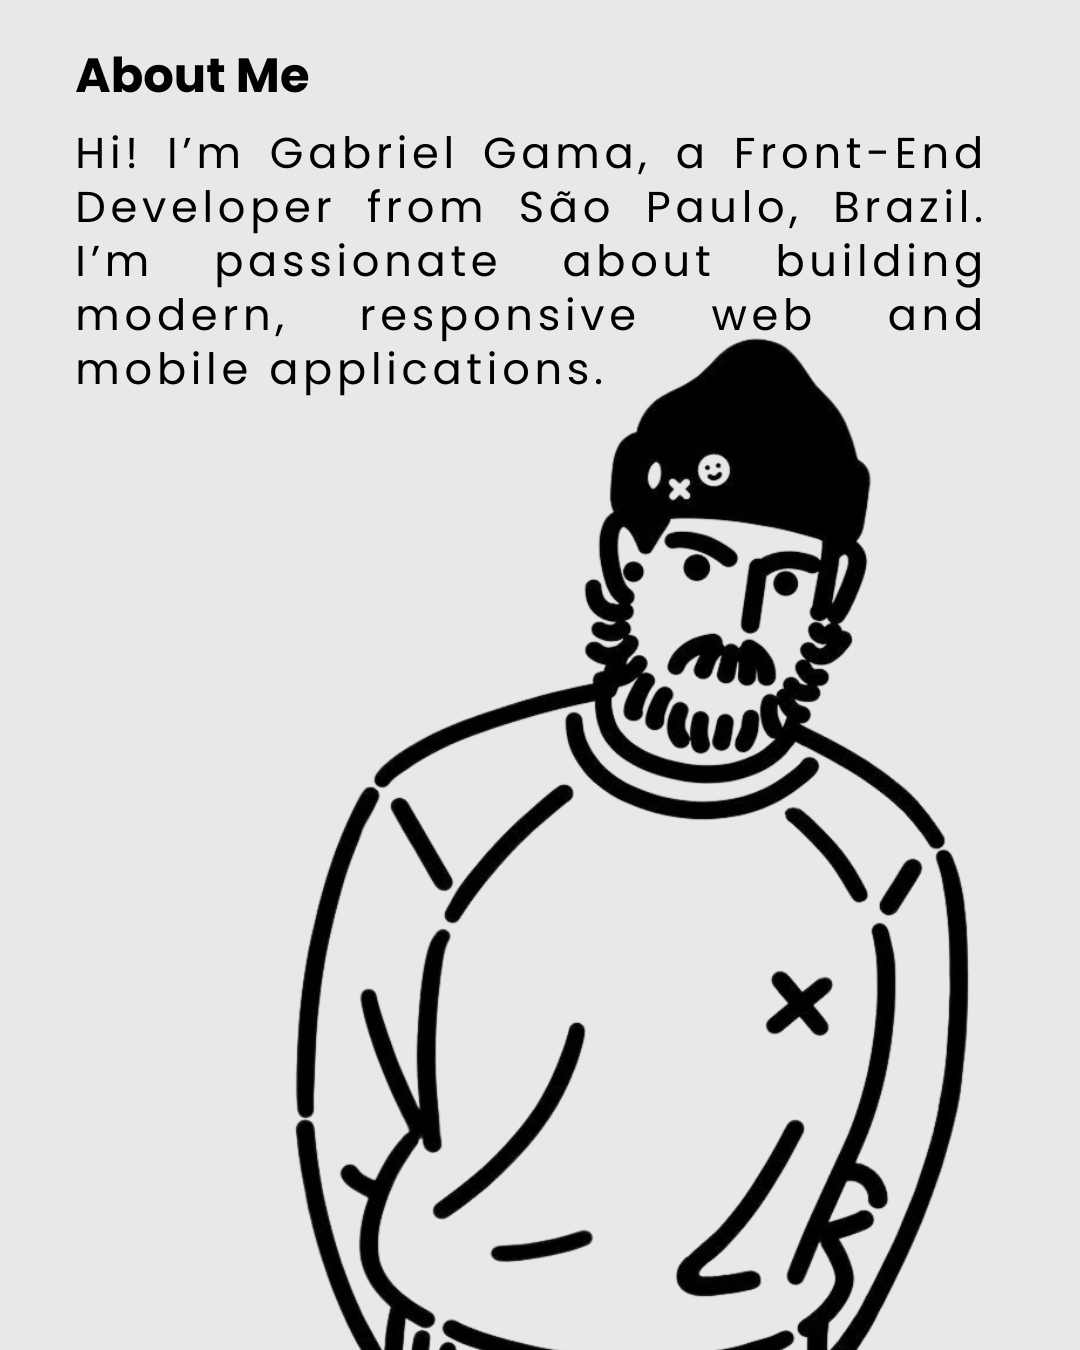 About Me
Hi! I’m Gabriel Gama, a Front-End
Developer from São Paulo, Brazil.
I’m passionate about building
modern, responsive web and
mobile applications.